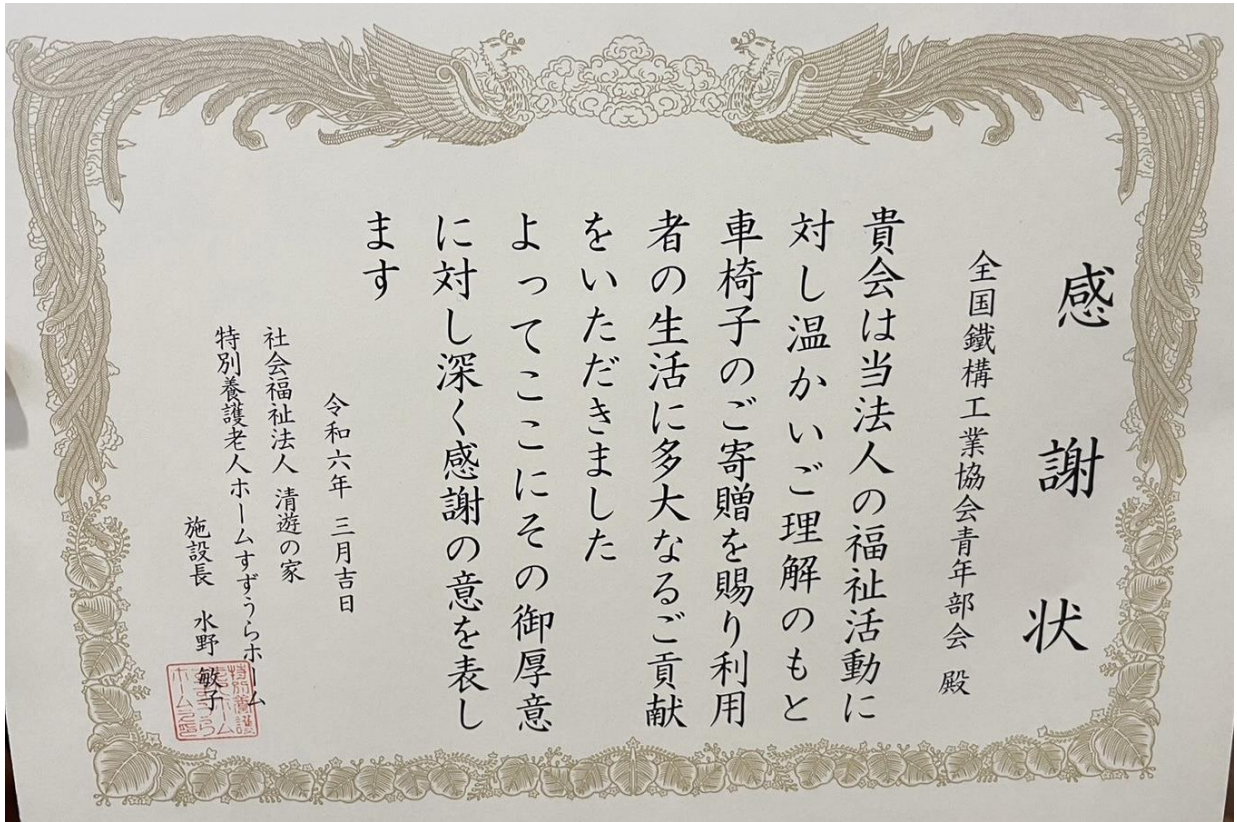 感謝状
全国鐵構工業協会青年部会 殿
貴会は当法人の福祉活動に
対し温かいご理解のもと
車椅子のご寄贈を賜り利用
者の生活に多大なるご貢献
をいただきました
よってここにその御厚意
に対し深く感謝の意を表し
ます
令和六年 三月吉日
社会福祉法人 清遊の家
特別養護老人ホームすずうらホーム
施設長 水野 敏子